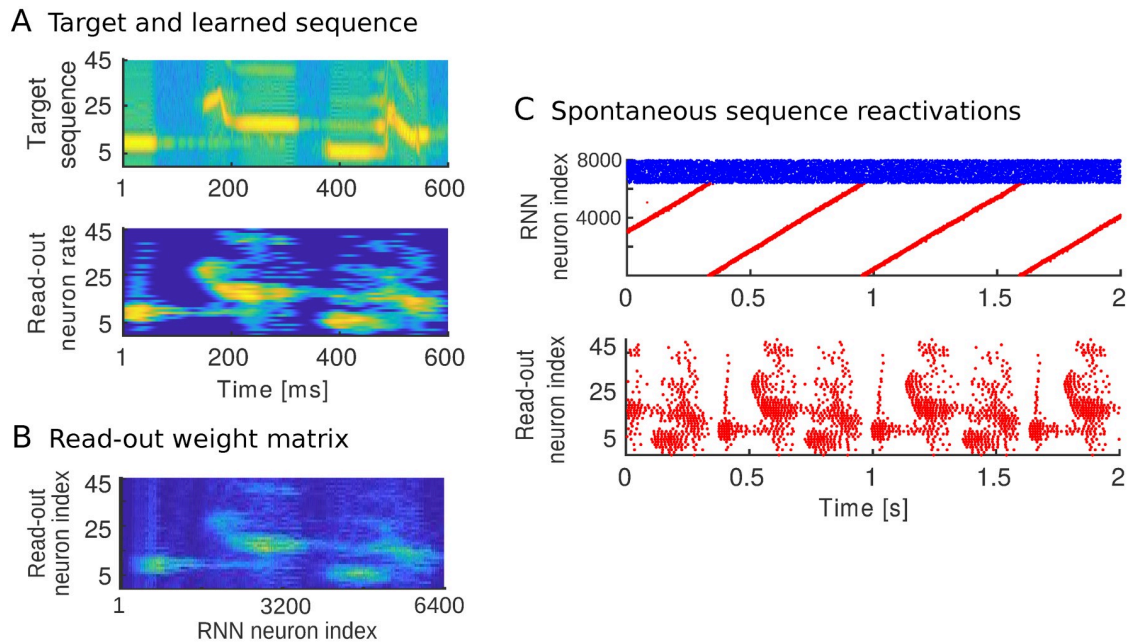 A Target and learned sequence
Target
sequence
45
25
5
1 200 400 600
Read-out
neuron rate
45
25
5
1 200 400 600
Time [ms]
B Read-out weight matrix
Read-out
neuron index
45
25
5
1 3200 6400
RNN neuron index
C Spontaneous sequence reactivations
RNN
neuron index
8000
4000
0 0.5 1 1.5 2
Read-out
neuron index
45
25
5
0 0.5 1 1.5 2
Time [s]